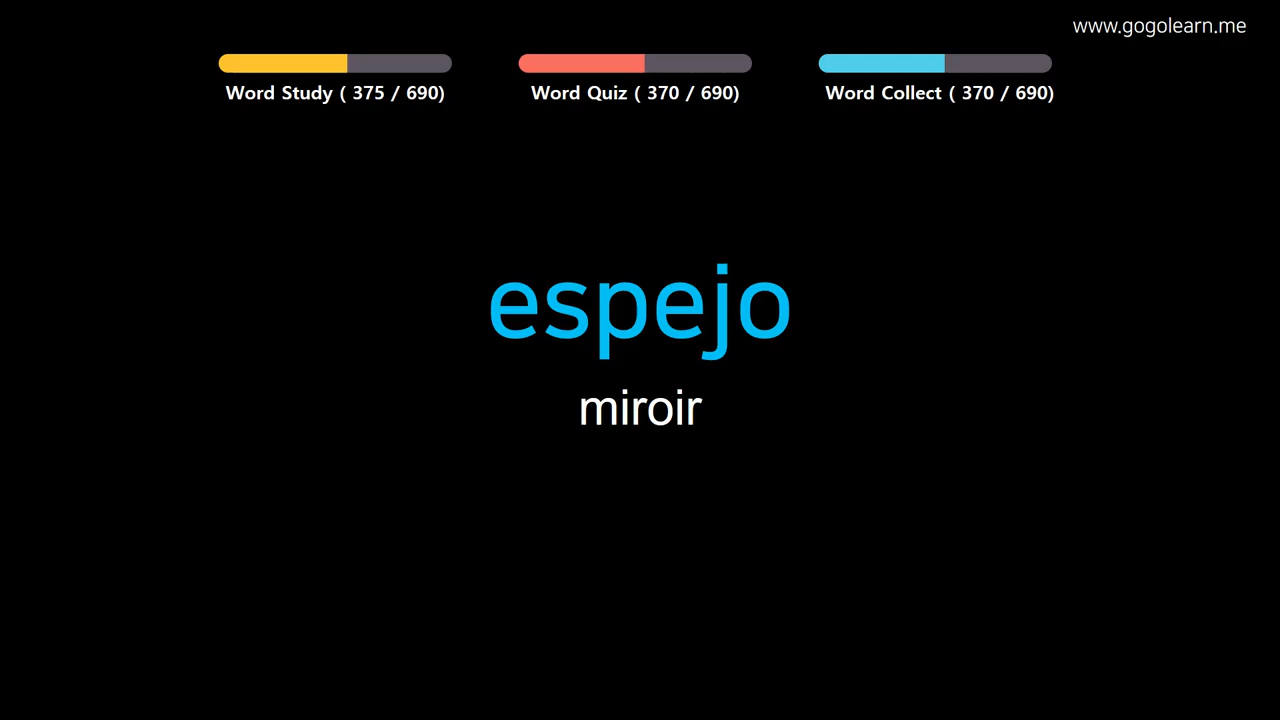 www.gogolearn.me
Word Study ( 375 / 690)
Word Quiz ( 370 / 690)
Word Collect ( 370 / 690)
espejo
miroir